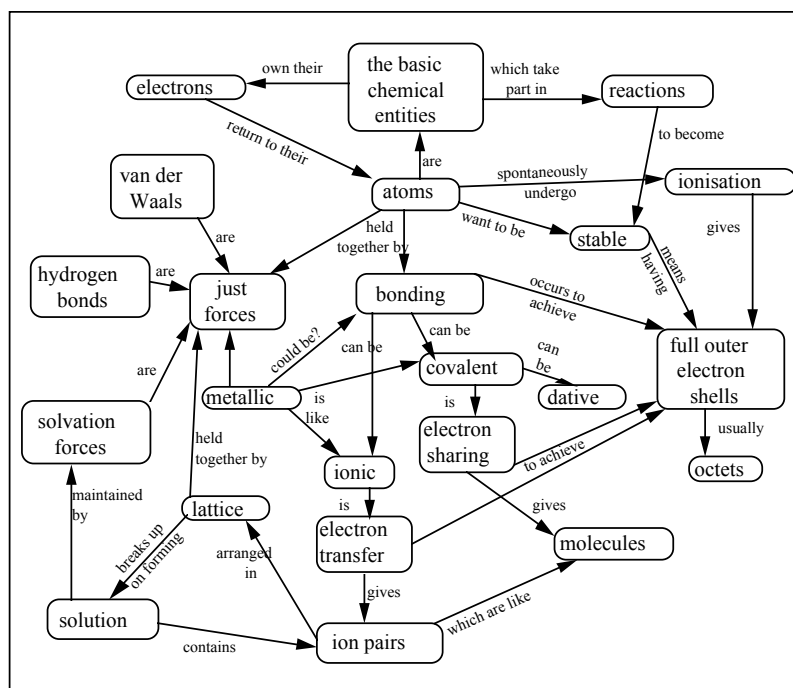 own their
the basic
chemical
entities
which take
part in
electrons
reactions
return to their
are
to become
van der
Waals
atoms
spontaneously
undergo
ionisation
are
held
together by
want to be
stable
gives
means
having
hydrogen
bonds
are
just
forces
bonding
occurs to
achieve
could be?
can be
can be
full outer
electron
shells
are
covalent
can
be
metallic
is
like
dative
is
solvation
forces
electron
sharing
usually
held
together by
ionic
to achieve
octets
maintained
by
is
lattice
gives
breaks up
on forming
arranged
in
electron
transfer
molecules
gives
which are like
solution
contains
ion pairs